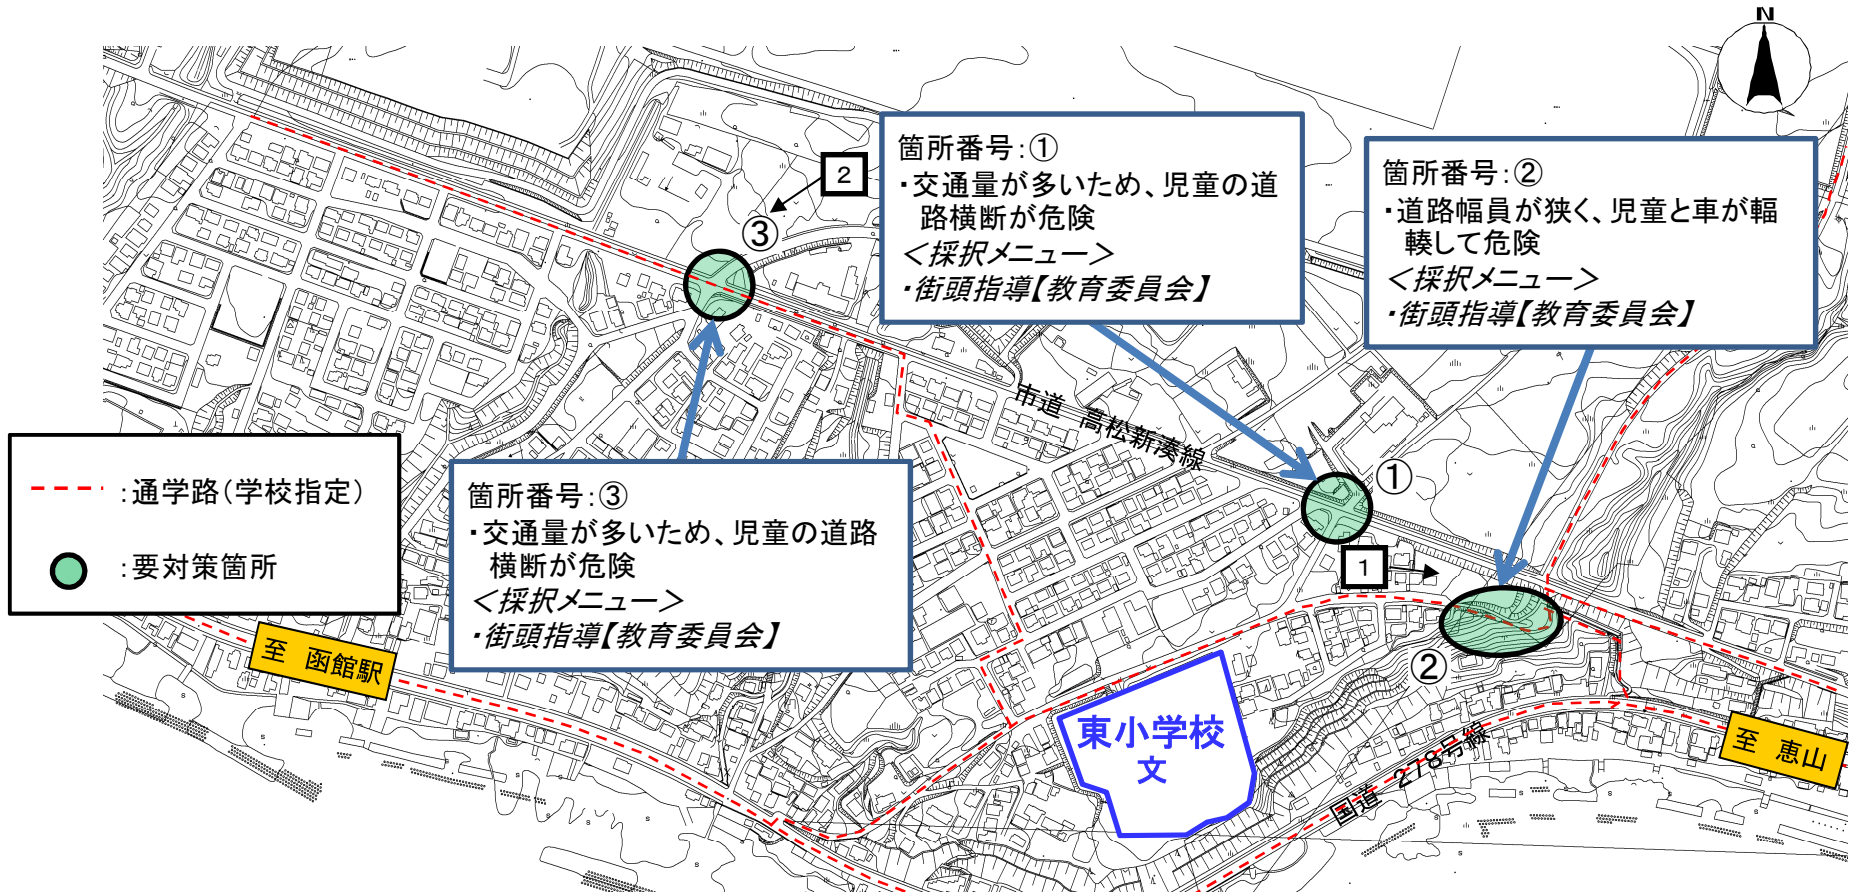 N
箇所番号:①
・交通量が多いため、児童の道
路横断が危険
＜採択メニュー＞
・街頭指導【教育委員会】
箇所番号:②
・道路幅員が狭く、児童と車が輻
輳して危険
＜採択メニュー＞
・街頭指導【教育委員会】
2
③
市道 高松新湊線
①
:通学路(学校指定)
:要対策箇所
箇所番号:③
・交通量が多いため、児童の道路
横断が危険
＜採択メニュー＞
・街頭指導【教育委員会】
1
②
至 函館駅
東小学校
文
国道 278号線
至 恵山